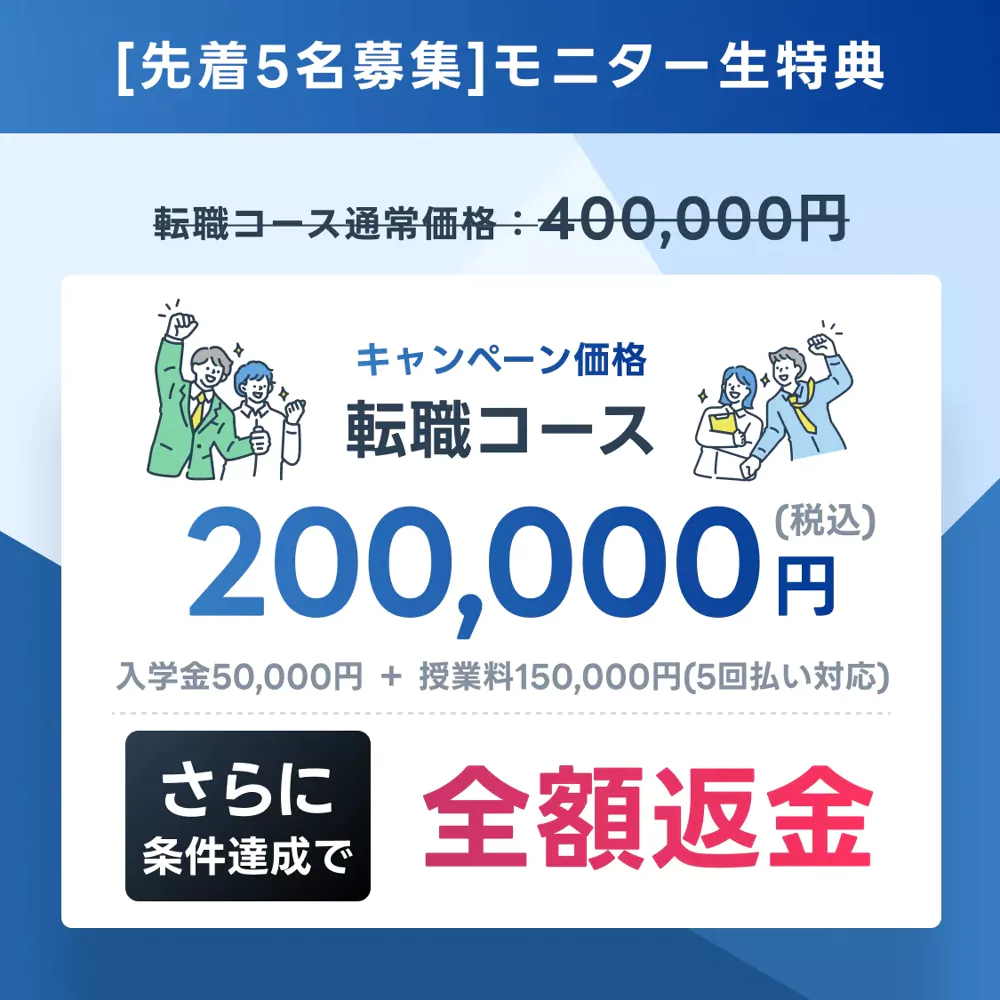 [先着5名募集]モニター生特典
転職コース通常価格：400,000円
キャンペーン価格
転職コース
200,000円(税込)
入学金50,000円 + 授業料150,000円(5回払い対応)
さらに
条件達成で
全額返金